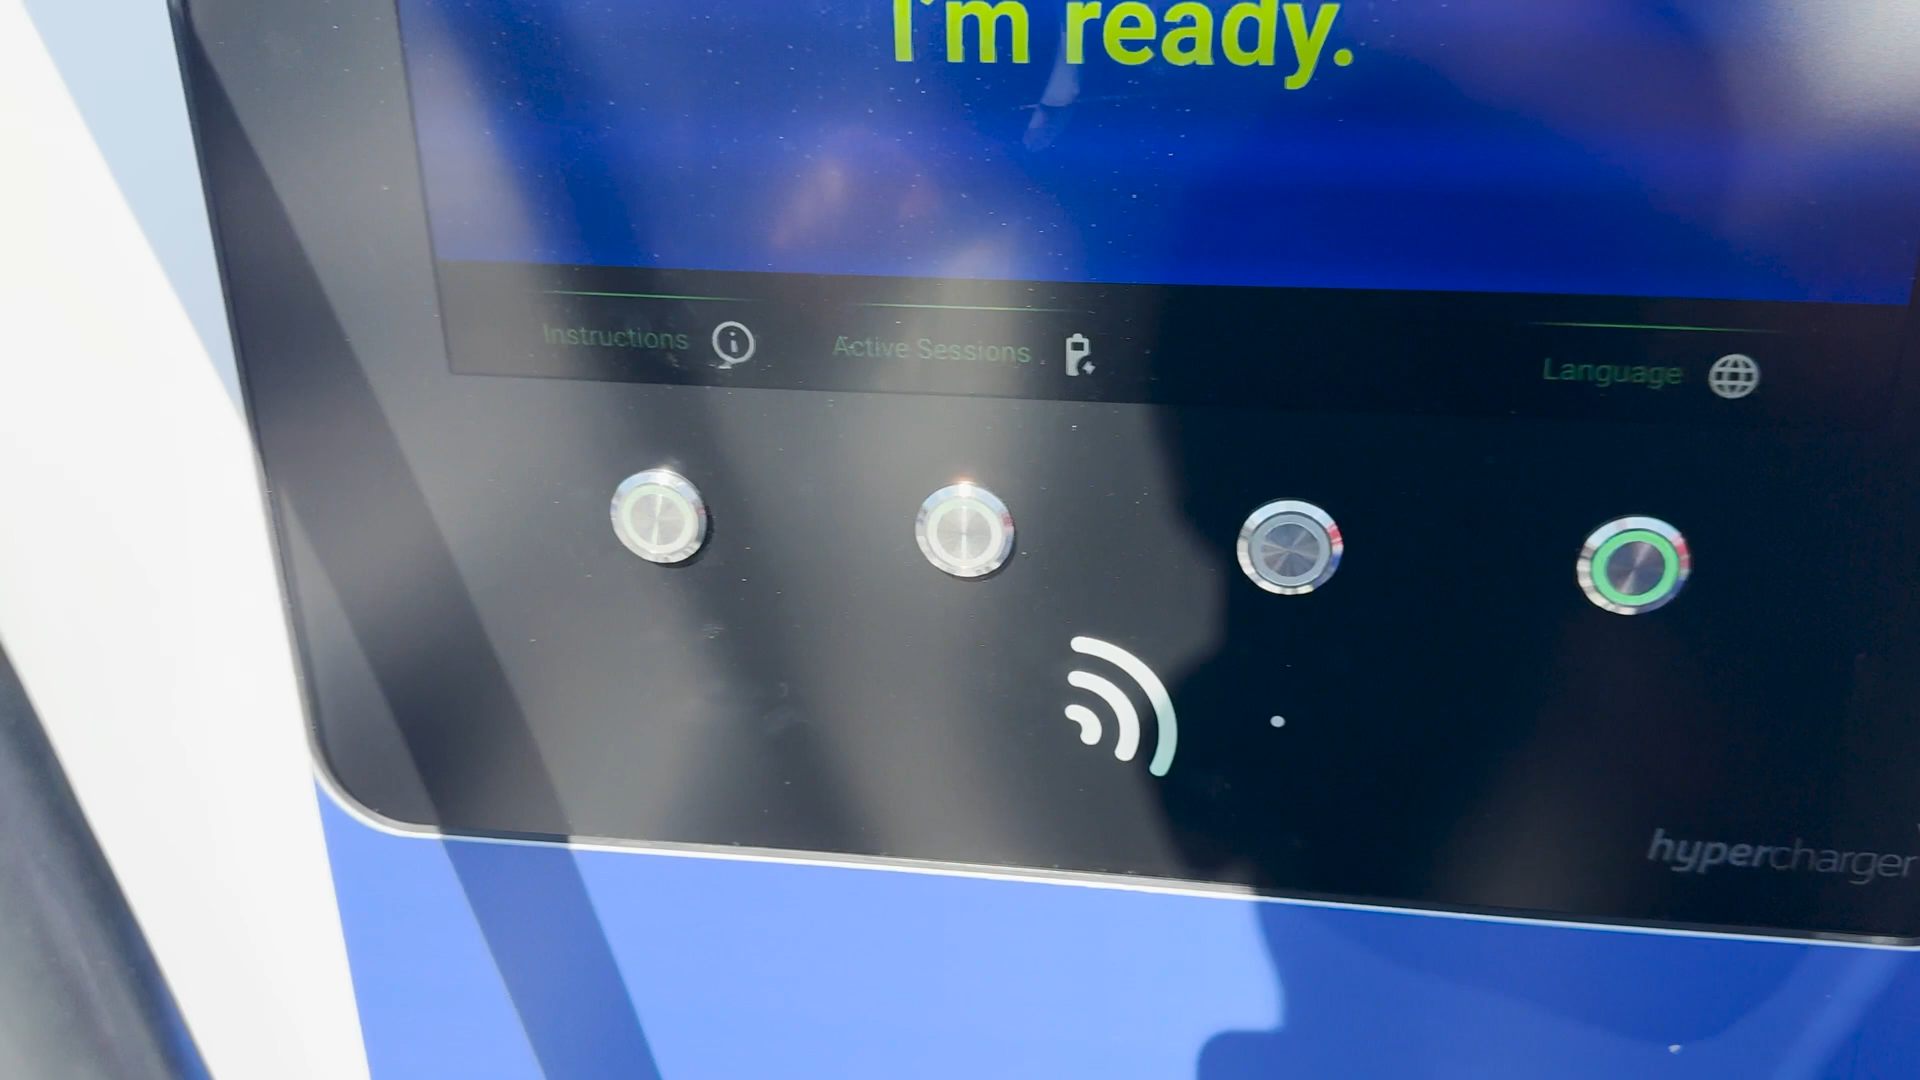 I'm ready.
Instructions
Active Sessions
Language
hypercharger